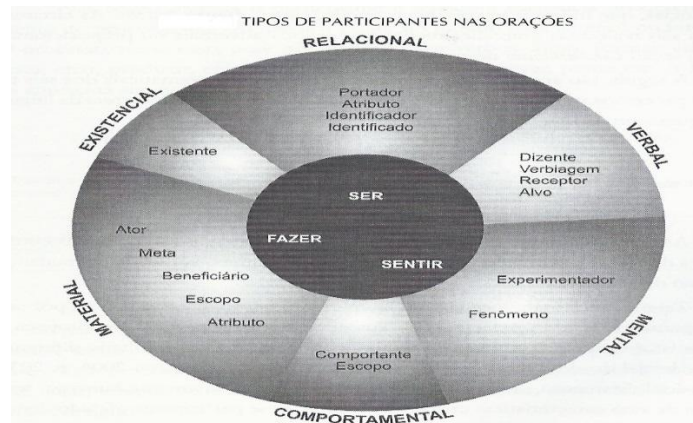 TIPOS DE PARTICIPANTES NAS ORAÇÕES
RELACIONAL
Portador
Atributo
Identificador
Identificado
EXISTENCIAL
Existente
VERBAL
Dizente
Verbiagem
Receptor
Alvo
SER
FAZER
SENTIR
Ator
Meta
Beneficiário
Escopo
Atributo
MATERIAL
Experimentador
Fenômeno
MENTAL
Comportante
Escopo
COMPORTAMENTAL